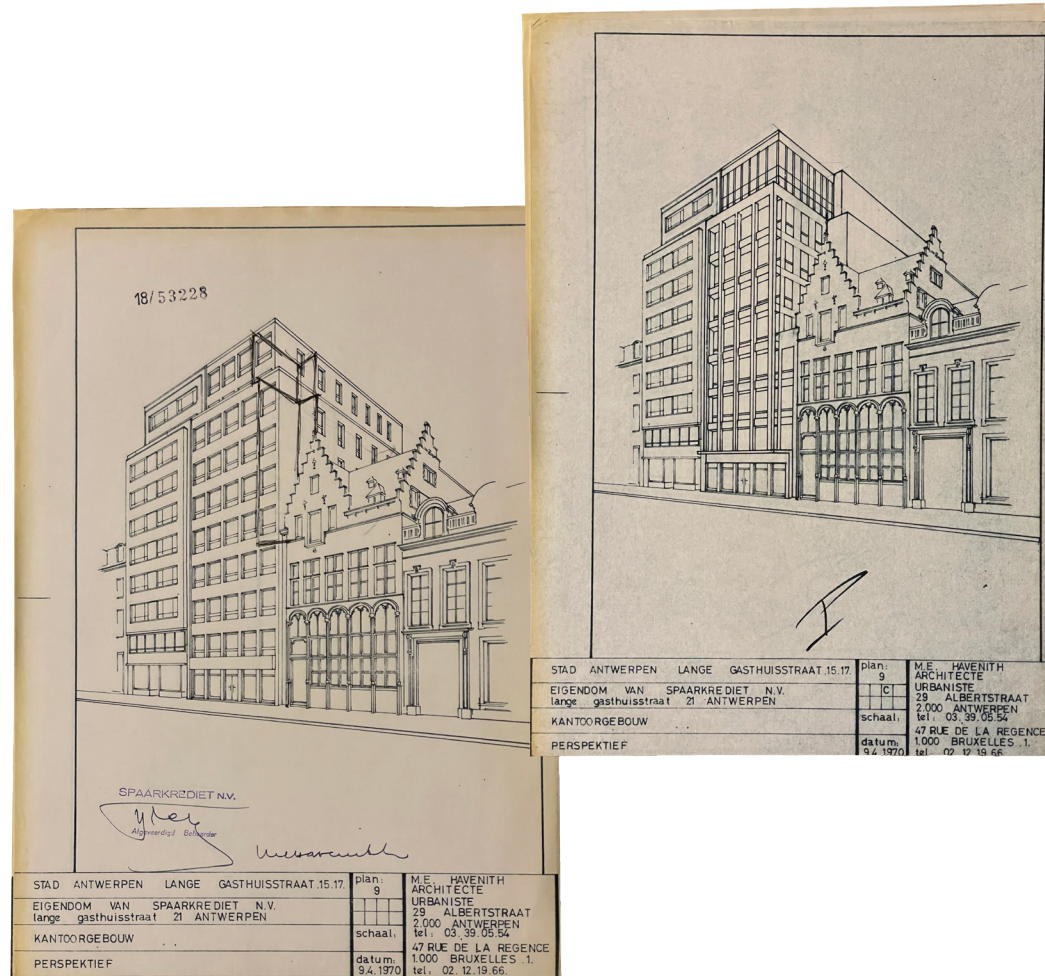 18/53228
SPAARKREDIET N.V.
Afgevaardigd Beheerder
STAD ANTWERPEN LANGE GASTHUISSTRAAT.15.17.
EIGENDOM VAN SPAARKREDIET N.V.
lange gasthuisstraat 21 ANTWERPEN
KANTOORGEBOUW
PERSPEKTIEF
plan:
9
schaal:
datum:
9.4.1970
M.E. HAVENITH
ARCHITECTE
URBANISTE
29 ALBERTSTRAAT
2.000 ANTWERPEN
tel: 03.39.05.54
47 RUE DE LA REGENCE
1.000 BRUXELLES .1.
tel: 02.12.19.66.
I
STAD ANTWERPEN LANGE GASTHUISSTRAAT.15.17.
EIGENDOM VAN SPAARKREDIET N.V.
lange gasthuisstraat 21 ANTWERPEN
KANTOORGEBOUW
PERSPEKTIEF
plan:
9
C
schaal:
datum:
9.4.1970
M.E. HAVENITH
ARCHITECTE
URBANISTE
29 ALBERTSTRAAT
2.000 ANTWERPEN
tel: 03.39.05.54
47 RUE DE LA REGENCE
1.000 BRUXELLES .1.
tel: 02.12.19.66